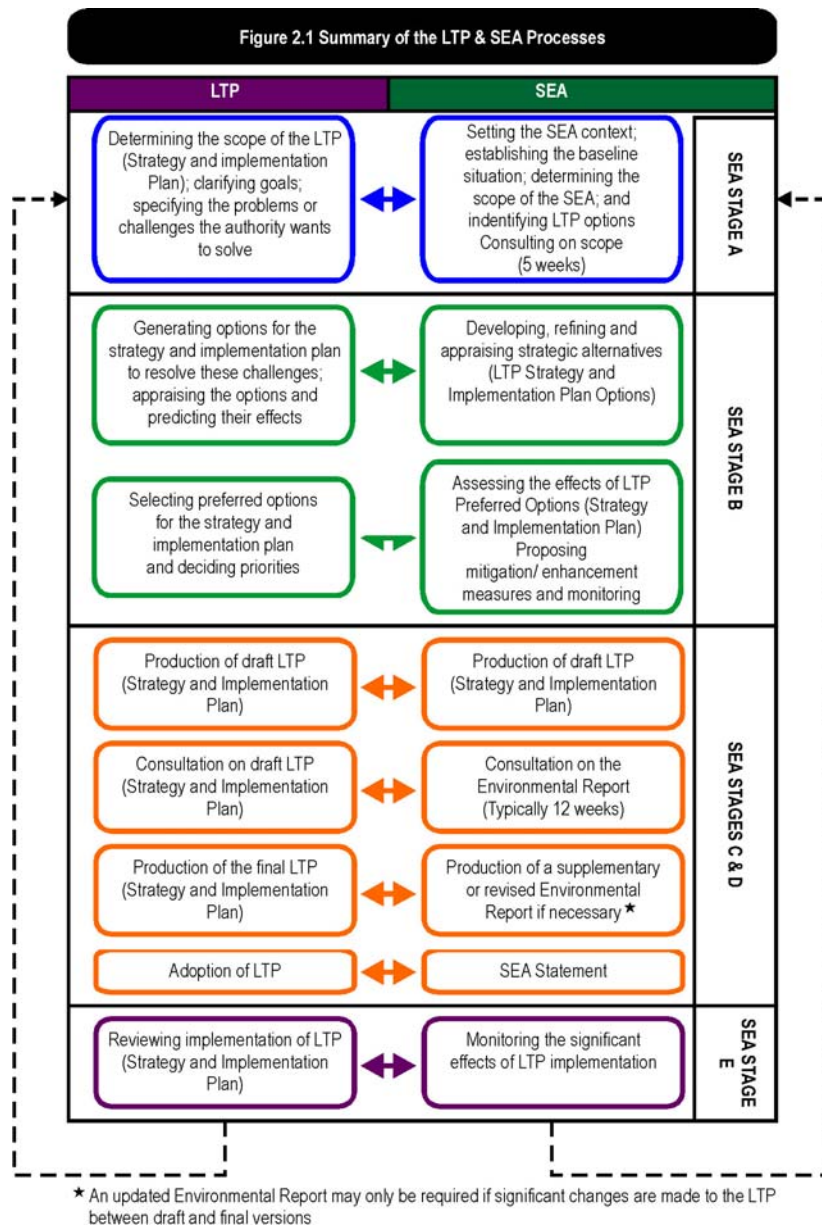 Figure 2.1 Summary of the LTP & SEA Processes
LTP
SEA
Determining the scope of the LTP
(Strategy and implementation
Plan); clarifying goals;
specifying the problems or
challenges the authority wants
to solve
Setting the SEA context;
establishing the baseline
situation; determining the
scope of the SEA; and
indentifying LTP options
Consulting on scope
(5 weeks)
SEA STAGE A
Generating options for the
strategy and implementation plan
to resolve these challenges;
appraising the options and
predicting their effects
Developing, refining and
appraising strategic alternatives
(LTP Strategy and
Implementation Plan Options)
Selecting preferred options
for the strategy and
implementation plan
and deciding priorities
Assessing the effects of LTP
Preferred Options (Strategy
and Implementation Plan)
Proposing
mitigation/ enhancement
measures and monitoring
SEA STAGE B
Production of draft LTP
(Strategy and Implementation
Plan)
Production of draft LTP
(Strategy and Implementation
Plan)
Consultation on draft LTP
(Strategy and Implementation
Plan)
Consultation on the
Environmental Report
(Typically 12 weeks)
Production of the final LTP
(Strategy and Implementation
Plan)
Production of a supplementary
or revised Environmental
Report if necessary ★
Adoption of LTP
SEA Statement
SEA STAGES C & D
Reviewing implementation of LTP
(Strategy and Implementation
Plan)
Monitoring the significant
effects of LTP implementation
SEA STAGE
E
★ An updated Environmental Report may only be required if significant changes are made to the LTP
between draft and final versions